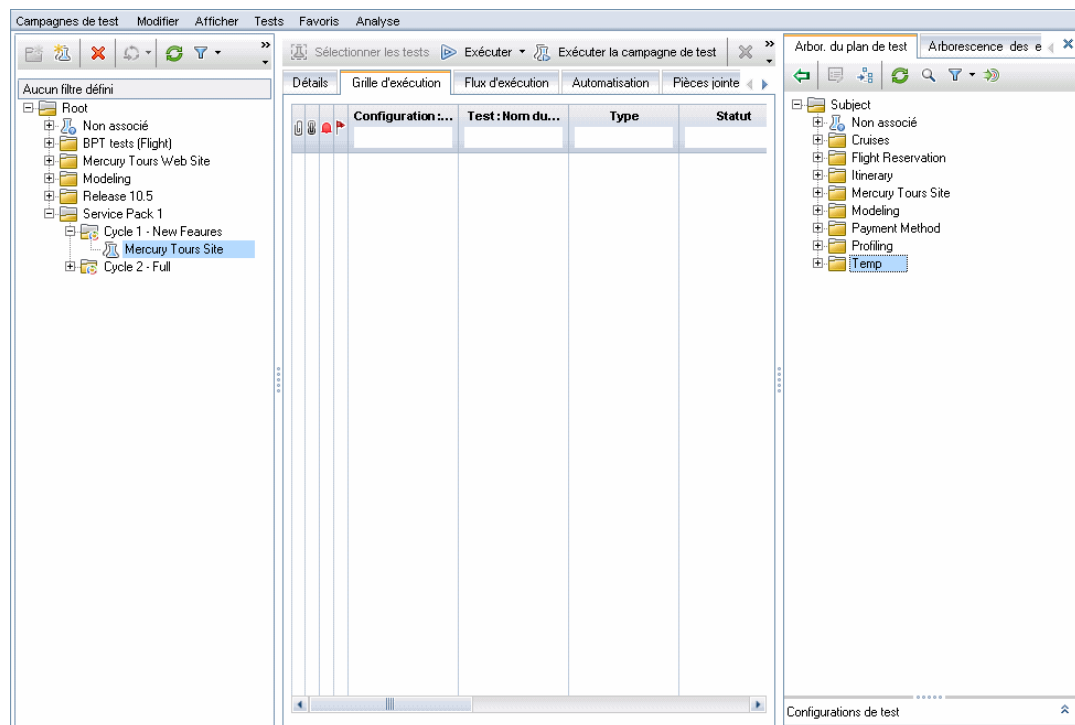 Campagnes de test Modifier Afficher Tests Favoris Analyse
Aucun filtre défini
Root
Non associé
BPT tests (Flight)
Mercury Tours Web Site
Modeling
Release 10.5
Service Pack 1
Cycle 1 - New Feaures
Mercury Tours Site
Cycle 2 - Full
Sélectionner les tests Exécuter Exécuter la campagne de test
Détails Grille d'exécution Flux d'exécution Automatisation Pièces jointe
Configuration :... Test : Nom du... Type Statut
Arbor. du plan de test Arborescence des e
Subject
Non associé
Cruises
Flight Reservation
Itinerary
Mercury Tours Site
Modeling
Payment Method
Profiling
Temp
Configurations de test